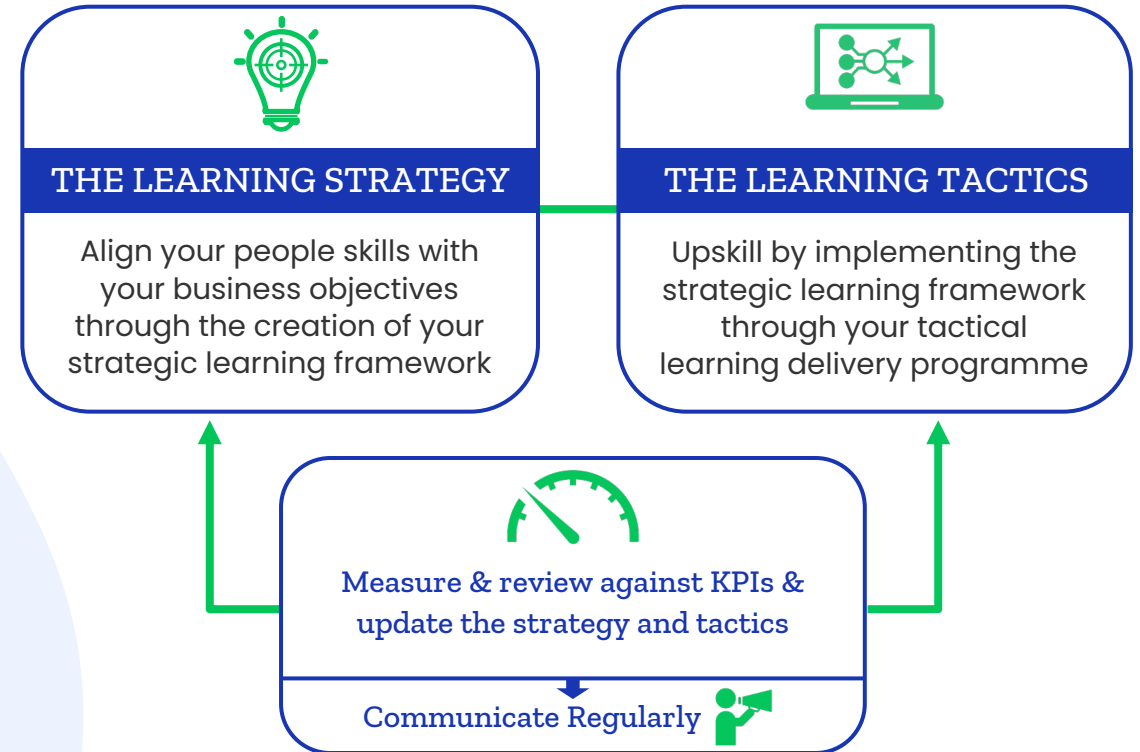 THE LEARNING STRATEGY
Align your people skills with
your business objectives
through the creation of your
strategic learning framework
THE LEARNING TACTICS
Upskill by implementing the
strategic learning framework
through your tactical
learning delivery programme
Measure & review against KPIs &
update the strategy and tactics
Communicate Regularly